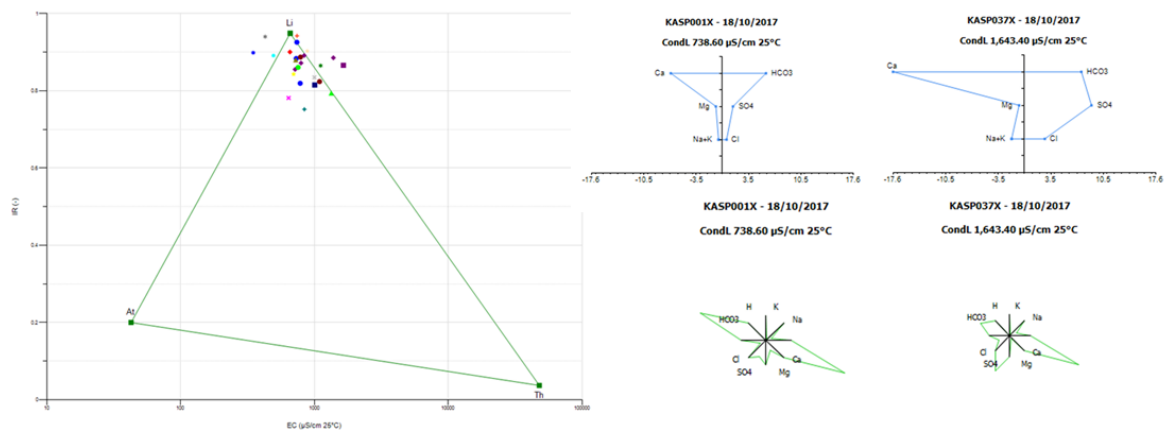 1
0.8
0.6
0.4
0.2
0
IR (-)
Li
At
Th
10
100
1000
10000
100000
EC (µS/cm 25°C)
KASP001X - 18/10/2017
CondL 738.60 µS/cm 25°C
Ca
HCO3
Mg
SO4
Na+K
Cl
-17.6
-10.5
-3.5
3.5
10.5
17.6
KASP037X - 18/10/2017
CondL 1,643.40 µS/cm 25°C
Ca
HCO3
Mg
SO4
Na+K
Cl
-17.6
-10.5
-3.5
3.5
10.5
17.6
KASP001X - 18/10/2017
CondL 738.60 µS/cm 25°C
H
K
HCO3
Na
Cl
Ca
SO4
Mg
KASP037X - 18/10/2017
CondL 1,643.40 µS/cm 25°C
H
K
HCO3
Na
Cl
Ca
SO4
Mg